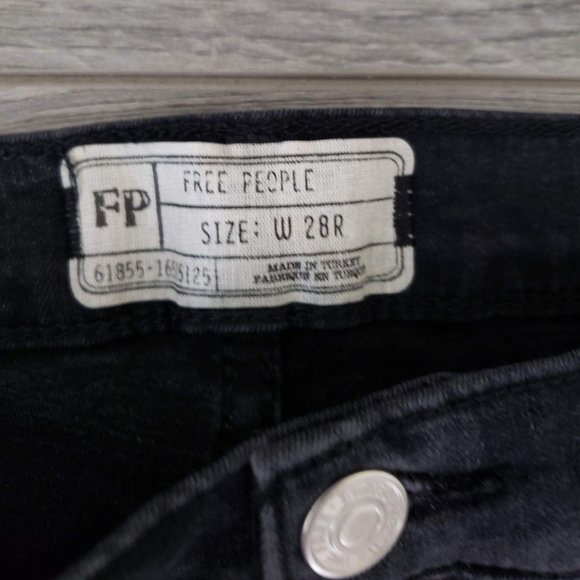 FP
FREE PEOPLE
SIZE: W 28R
MADE IN TURKEY
FABRIQUE EN TURQUIE